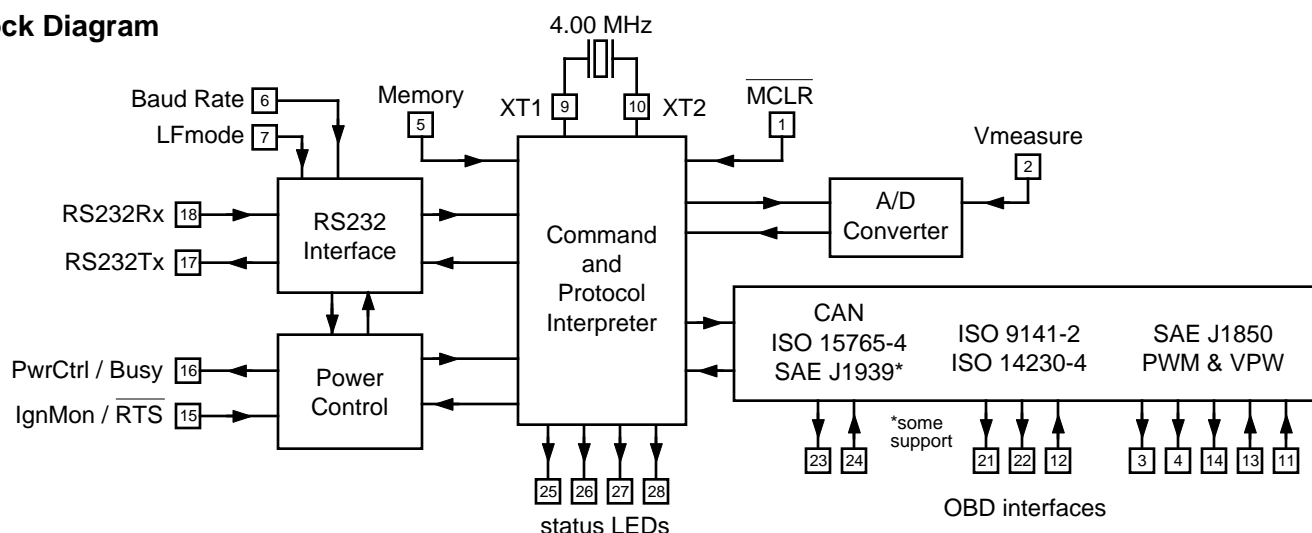 ock Diagram
4.00 MHz
Baud Rate 6
LFmode 7
Memory
5
XT1 9
10 XT2
MCLR
1
Vmeasure
2
RS232Rx 18
RS232Tx 17
RS232
Interface
Command
and
Protocol
Interpreter
A/D
Converter
PwrCtrl / Busy 16
IgnMon / RTS 15
Power
Control
CAN
ISO 15765-4
SAE J1939*
ISO 9141-2
ISO 14230-4
SAE J1850
PWM & VPW
*some
support
23 24
21 22 12
3 4 14 13 11
25 26 27 28
status LEDs
OBD interfaces